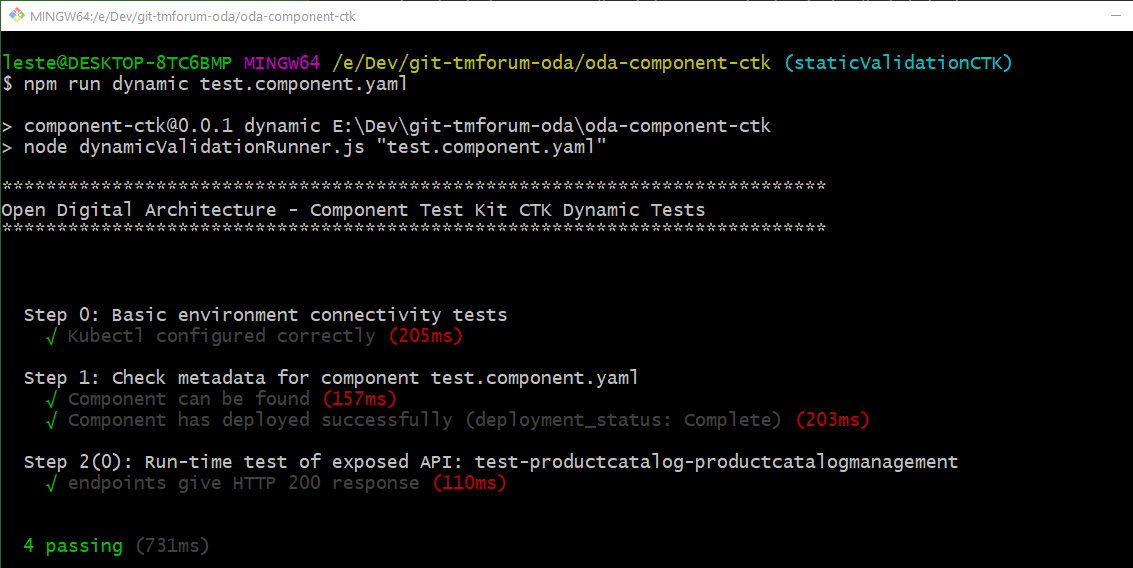 MINGW64:/e/Dev/git-tmforum-oda/oda-component-ctk
leste@DESKTOP-8TC6BMP MINGW64 /e/Dev/git-tmforum-oda/oda-component-ctk (staticValidationCTK)
$ npm run dynamic test.component.yaml
> component-ctk@0.0.1 dynamic E:\Dev\git-tmforum-oda\oda-component-ctk
> node dynamicValidationRunner.js "test.component.yaml"
***************************************************************************
Open Digital Architecture - Component Test Kit CTK Dynamic Tests
***************************************************************************
Step 0: Basic environment connectivity tests
√ Kubectl configured correctly (205ms)
Step 1: Check metadata for component test.component.yaml
√ Component can be found (157ms)
√ Component has deployed successfully (deployment_status: Complete) (203ms)
Step 2(0): Run-time test of exposed API: test-productcatalog-productcatalogmanagement
√ endpoints give HTTP 200 response (110ms)
4 passing (731ms)